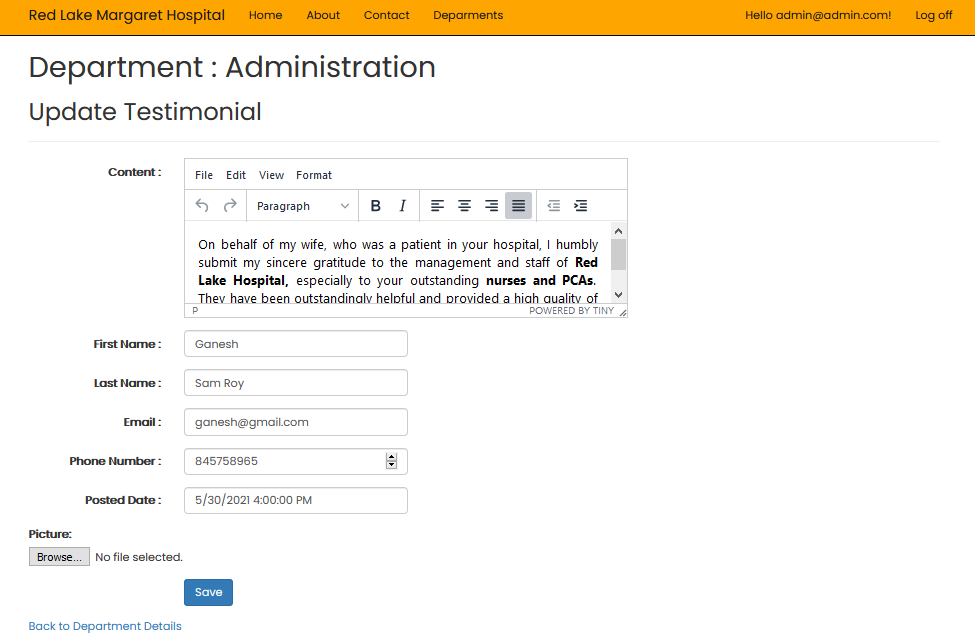 Red Lake Margaret Hospital Home About Contact Deparments Hello admin@admin.com! Log off
Department : Administration
Update Testimonial
Content :
File Edit View Format
Paragraph B I
On behalf of my wife, who was a patient in your hospital, I humbly
submit my sincere gratitude to the management and staff of Red
Lake Hospital, especially to your outstanding nurses and PCAs.
They have been outstandingly helpful and provided a high quality of
P POWERED BY TINY
First Name : Ganesh
Last Name : Sam Roy
Email : ganesh@gmail.com
Phone Number : 845758965
Posted Date : 5/30/2021 4:00:00 PM
Picture:
Browse... No file selected.
Save
Back to Department Details